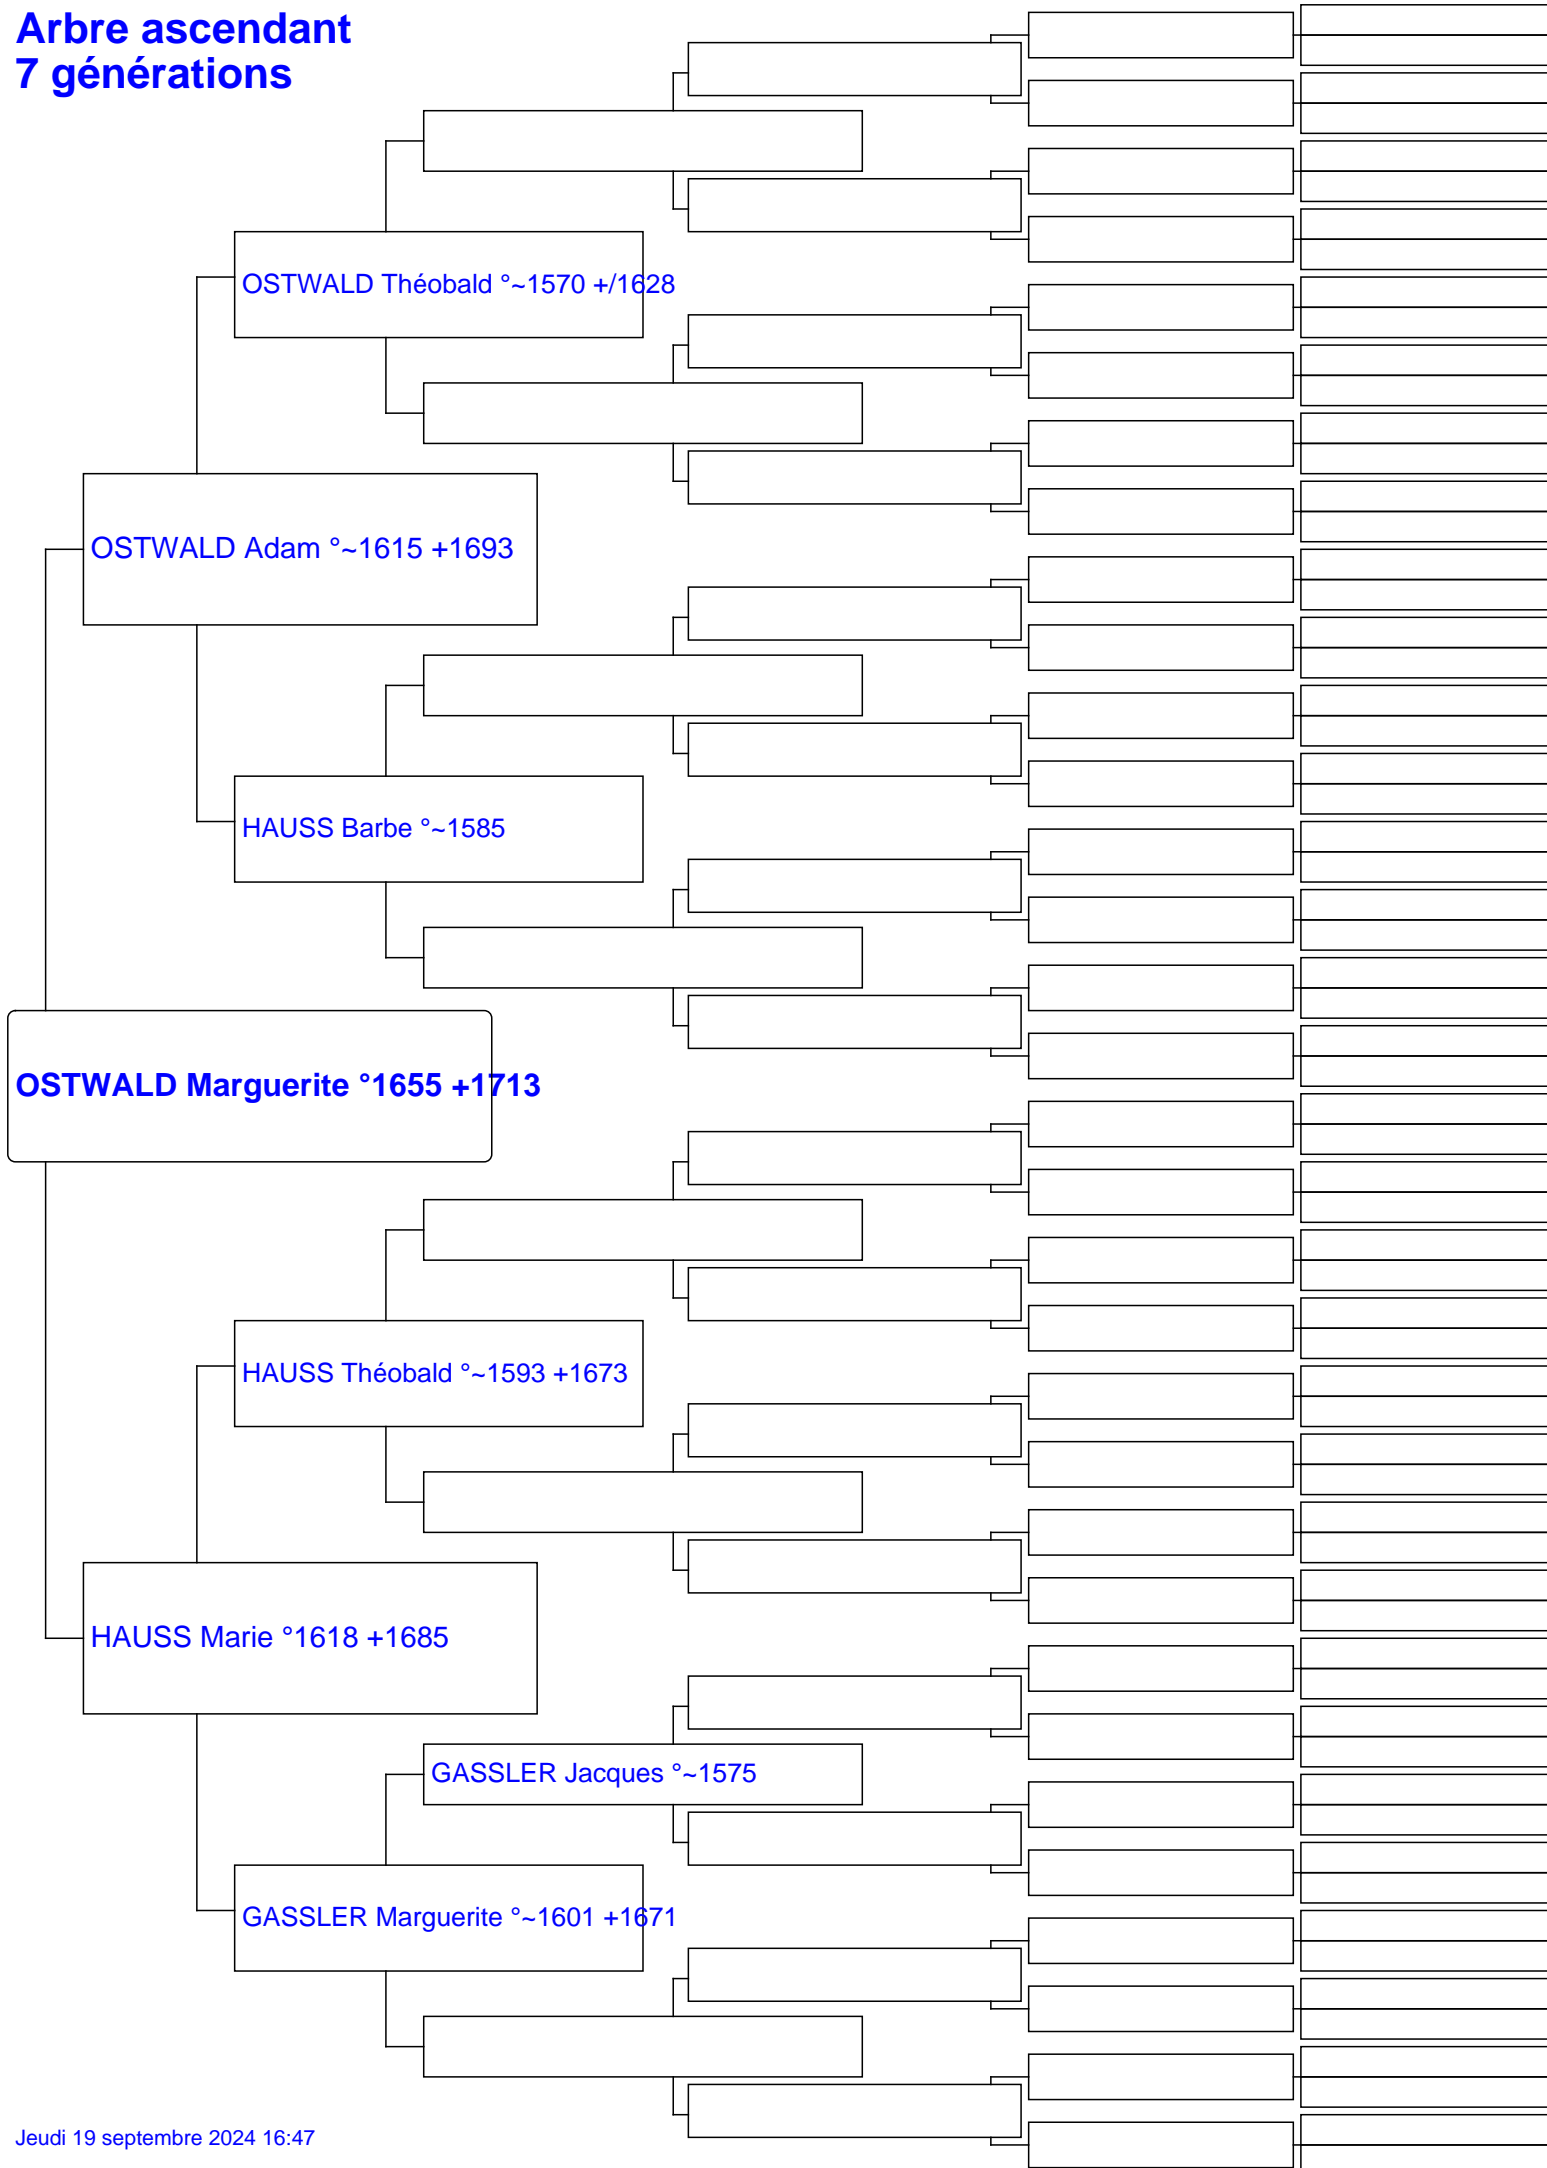 Arbre ascendant
7 générations
OSTWALD Théobald °~1570 +/1628
OSTWALD Adam °~1615 +1693
HAUSS Barbe °~1585
OSTWALD Marguerite °1655 +1713
HAUSS Théobald °~1593 +1673
HAUSS Marie °1618 +1685
GASSLER Jacques °~1575
GASSLER Marguerite °~1601 +1671
Jeudi 19 septembre 2024 16:47